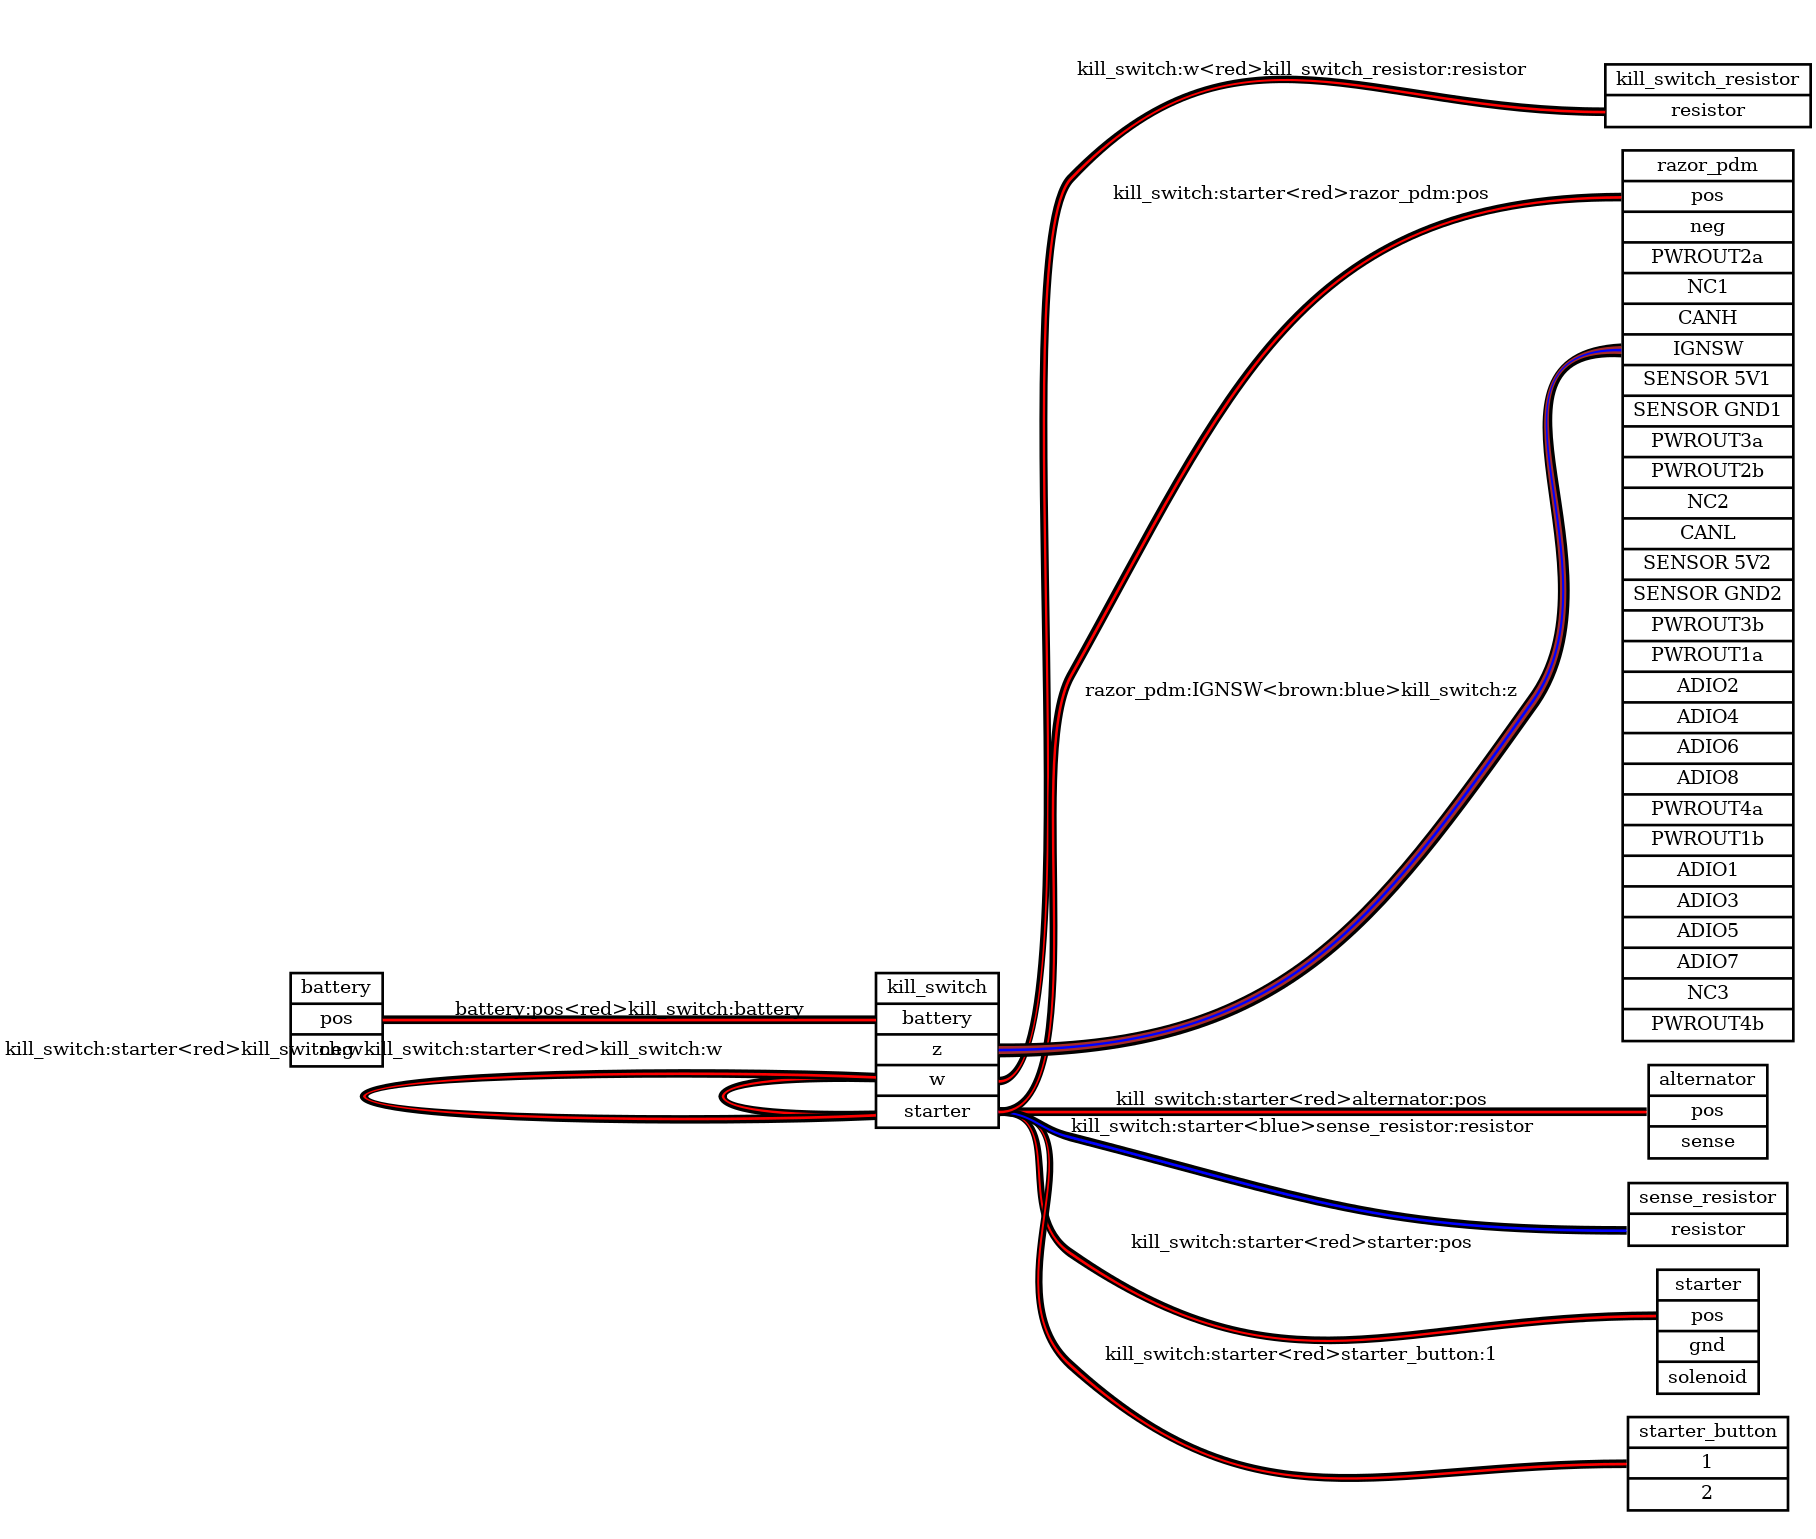 kill_switch:w<red>kill_switch_resistor:resistor
kill_switch_resistor
resistor
kill_switch:starter<red>razor_pdm:pos
razor_pdm
pos
neg
PWROUT2a
NC1
CANH
IGNSW
SENSOR 5V1
SENSOR GND1
PWROUT3a
PWROUT2b
NC2
CANL
SENSOR 5V2
SENSOR GND2
PWROUT3b
PWROUT1a
ADIO2
ADIO4
ADIO6
ADIO8
PWROUT4a
PWROUT1b
ADIO1
ADIO3
ADIO5
ADIO7
NC3
PWROUT4b
razor_pdm:IGNSW<brown:blue>kill_switch:z
battery
pos
neg
battery:pos<red>kill_switch:battery
kill_switch:starter<red>kill_switch:w
kill_switch:starter<red>kill_switch:w
kill_switch
battery
z
w
starter
kill_switch:starter<red>alternator:pos
alternator
pos
sense
kill_switch:starter<blue>sense_resistor:resistor
sense_resistor
resistor
kill_switch:starter<red>starter:pos
starter
pos
gnd
solenoid
kill_switch:starter<red>starter_button:1
starter_button
1
2